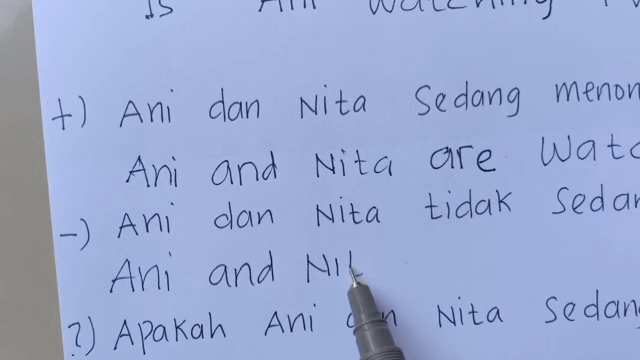 Is Ani Watching
+) Ani dan Nita Sedang menon
Ani and Nita are Watc
-) Ani dan Nita tidak Sedan
Ani and Nit
?) Apakah Ani dan Nita Sedang